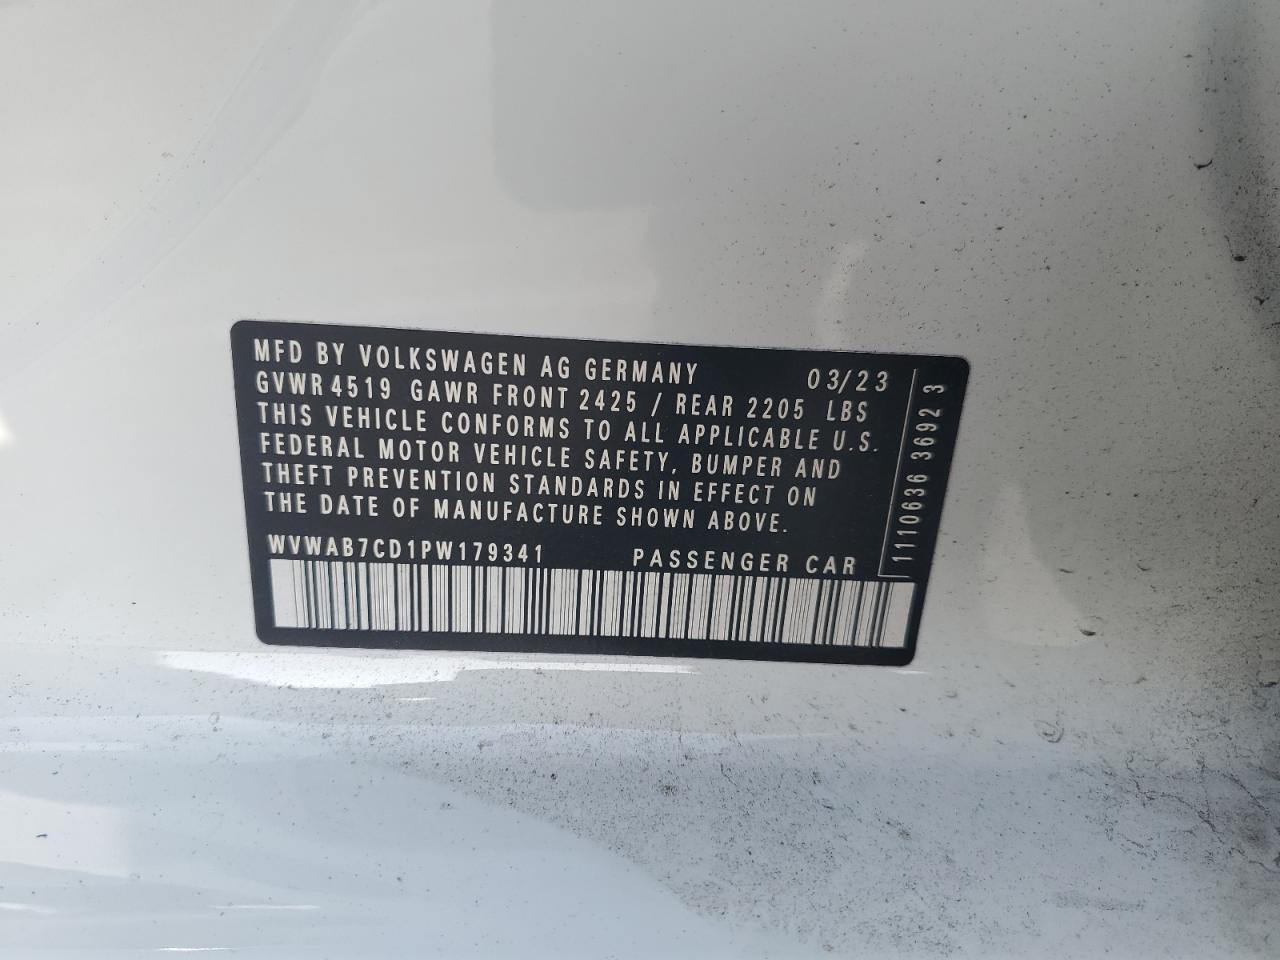 MFD BY VOLKSWAGEN AG GERMANY 03/23
GVWR 4519 GAWR FRONT 2425 / REAR 2205 LBS
THIS VEHICLE CONFORMS TO ALL APPLICABLE U.S.
FEDERAL MOTOR VEHICLE SAFETY, BUMPER AND
THEFT PREVENTION STANDARDS IN EFFECT ON
THE DATE OF MANUFACTURE SHOWN ABOVE.
WVWAB7CD1PW179341 PASSENGER CAR
1110636 3692 3